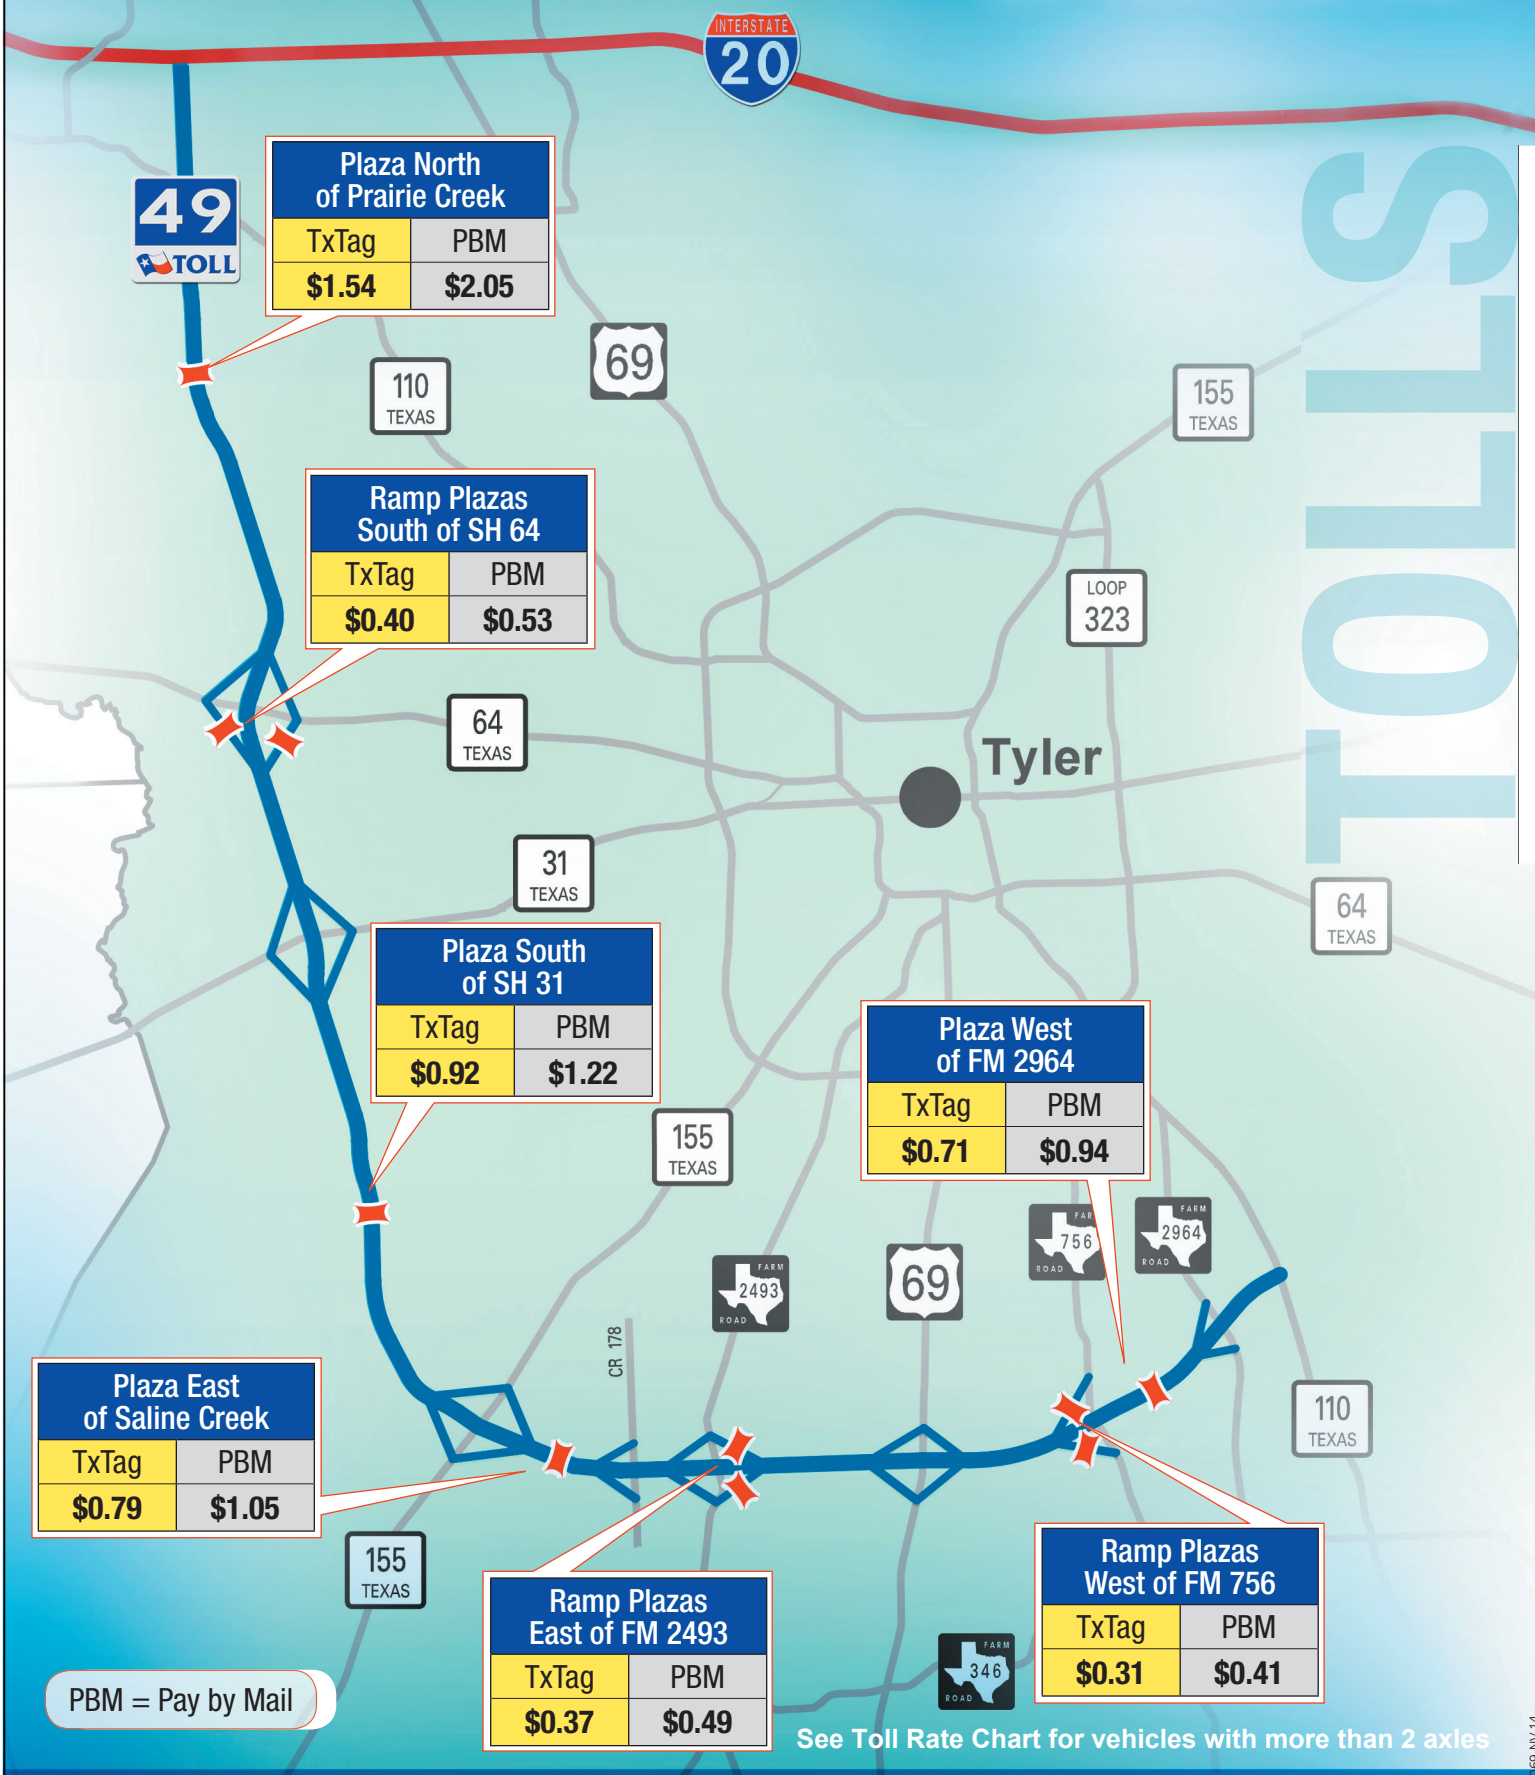 INTERSTATE
20
Plaza North
of Prairie Creek
TxTag PBM
$1.54 $2.05
49
TOLL
TOLLS
69
110
TEXAS
155
TEXAS
Ramp Plazas
South of SH 64
TxTag PBM
$0.40 $0.53
LOOP
323
64
TEXAS
Tyler
31
TEXAS
64
TEXAS
Plaza South
of SH 31
TxTag PBM
$0.92 $1.22
Plaza West
of FM 2964
TxTag PBM
$0.71 $0.94
155
TEXAS
FARM
2964
ROAD
FAR
756
ROAD
FARM
2493
ROAD
69
CR 178
Plaza East
of Saline Creek
TxTag PBM
$0.79 $1.05
110
TEXAS
155
TEXAS
Ramp Plazas
West of FM 756
TxTag PBM
$0.31 $0.41
Ramp Plazas
East of FM 2493
TxTag PBM
$0.37 $0.49
FARM
346
ROAD
PBM = Pay by Mail
See Toll Rate Chart for vehicles with more than 2 axles